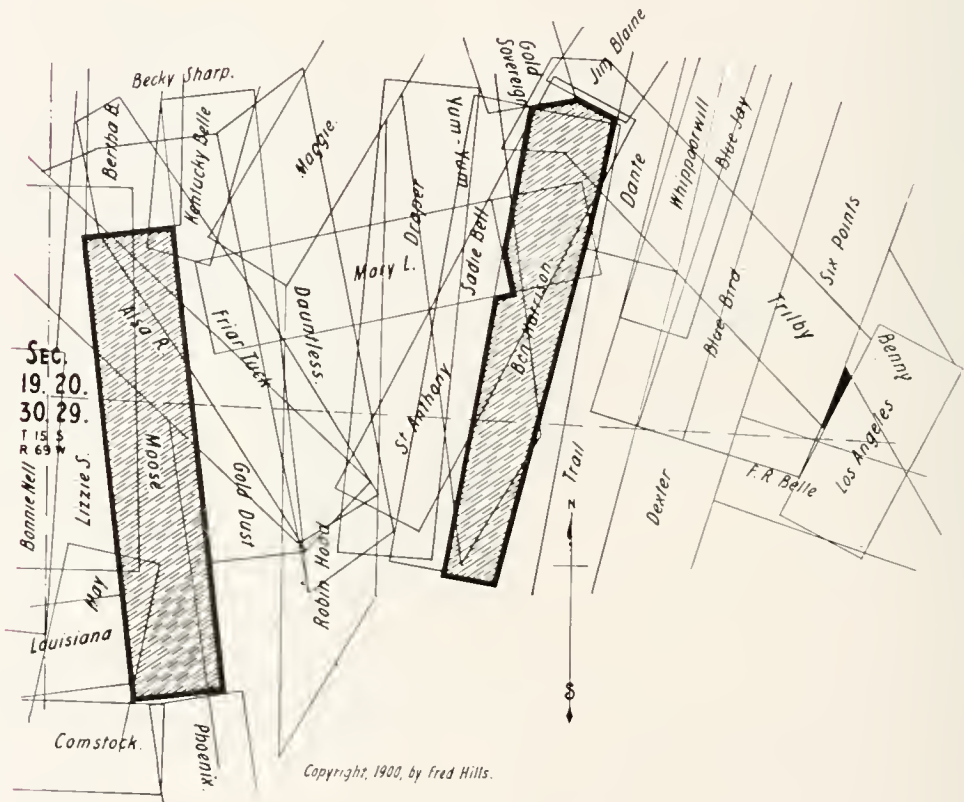 Becky Sharp.
Bertha B.
Kentucky Belle
Maggie.
Yum-Yum
Gold
Sovereign
Jim Blaine
Draper
Sadie Bell
Mary L.
Ben Harrison.
Dante
Whippoorwill
Blue Jay
Six Points
Trilby
Blue Bird
Benny
Los Angeles
F.R. Belle
Dexter
Trail
St Anthony
Dauntless
Friar Tuck
Moose
Gold Dust
Robin Hood
SEC.
19. 20.
30. 29.
T 15 S
R 69 W
Bonnie Nell
Lizzie S.
May
Louisiana
Comstock.
Phoenix.
N
S
Copyright, 1900, by Fred Hills.